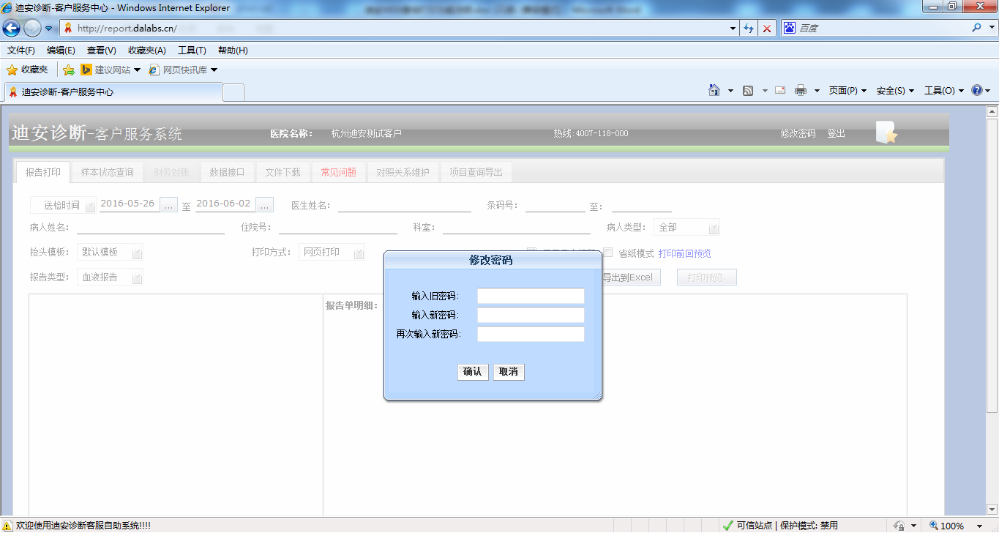 迪安诊断-客户服务中心 - Windows Internet Explorer
http://report.dalabs.cn/ 百度
文件(F) 编辑(E) 查看(V) 收藏夹(A) 工具(T) 帮助(H)
收藏夹 建议网站 网页快讯库
迪安诊断-客户服务中心 页面(P) 安全(S) 工具(O)
迪安诊断-客户服务系统 医院名称: 杭州迪安测试客户 热线:4007-118-000 修改密码 登出
报告打印 样本状态查询 财务对账 数据接口 文件下载 常见问题 对照关系维护 项目查询导出
送检时间 2016-05-26 ... 至 2016-06-02 ... 医生姓名: 条码号: 至:
病人姓名: 住院号: 科室: 病人类型: 全部
抬头模板: 默认模板 打印方式: 网页打印 省纸模式 打印前回预览
修改密码
报告类型: 血液报告 导出到Excel 打印预览.
输入旧密码:
报告单明细:
输入新密码:
再次输入新密码:
确认 取消
欢迎使用迪安诊断客服自助系统!!!! 可信站点 | 保护模式: 禁用 100%